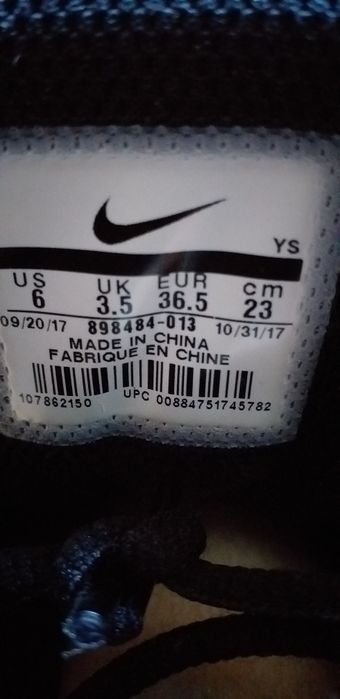 YS
US UK EUR cm
6 3.5 36.5 23
09/20/17 898484-013 10/31/17
MADE IN CHINA
FABRIQUE EN CHINE
107862150 UPC 00884751745782